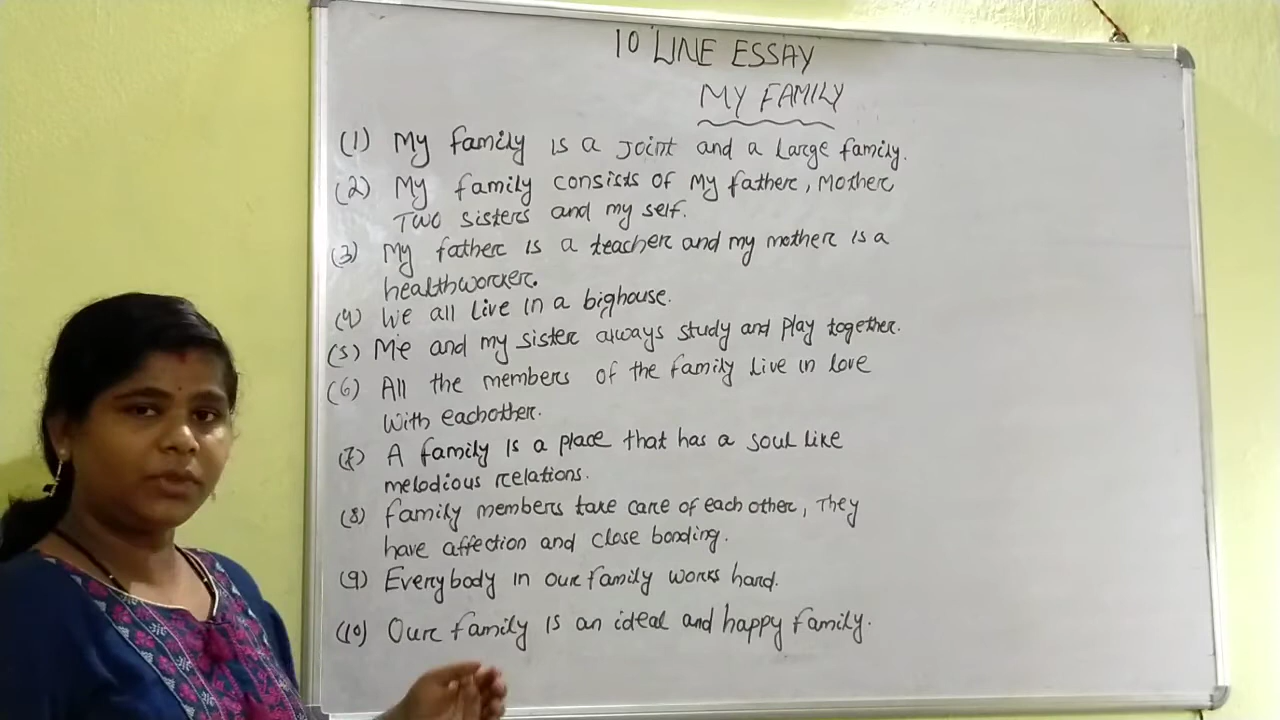 10 LINE ESSAY
MY FAMILY
(1) My family is a Joint and a Large family.
(2) My family consists of My father, Mother
Two sisters and my self.
(3) My father is a teacher and my mother is a
healthworker.
(4) We all Live in a bighouse.
(5) Me and my sister always study and Play together.
(6) All the members of the family Live in love
With eachother.
(7) A family is a place that has a soul like
melodious relations.
(8) family members take care of each other, They
have affection and close bonding.
(9) Everybody in our family works hard.
(10) Our family is an ideal and happy family.